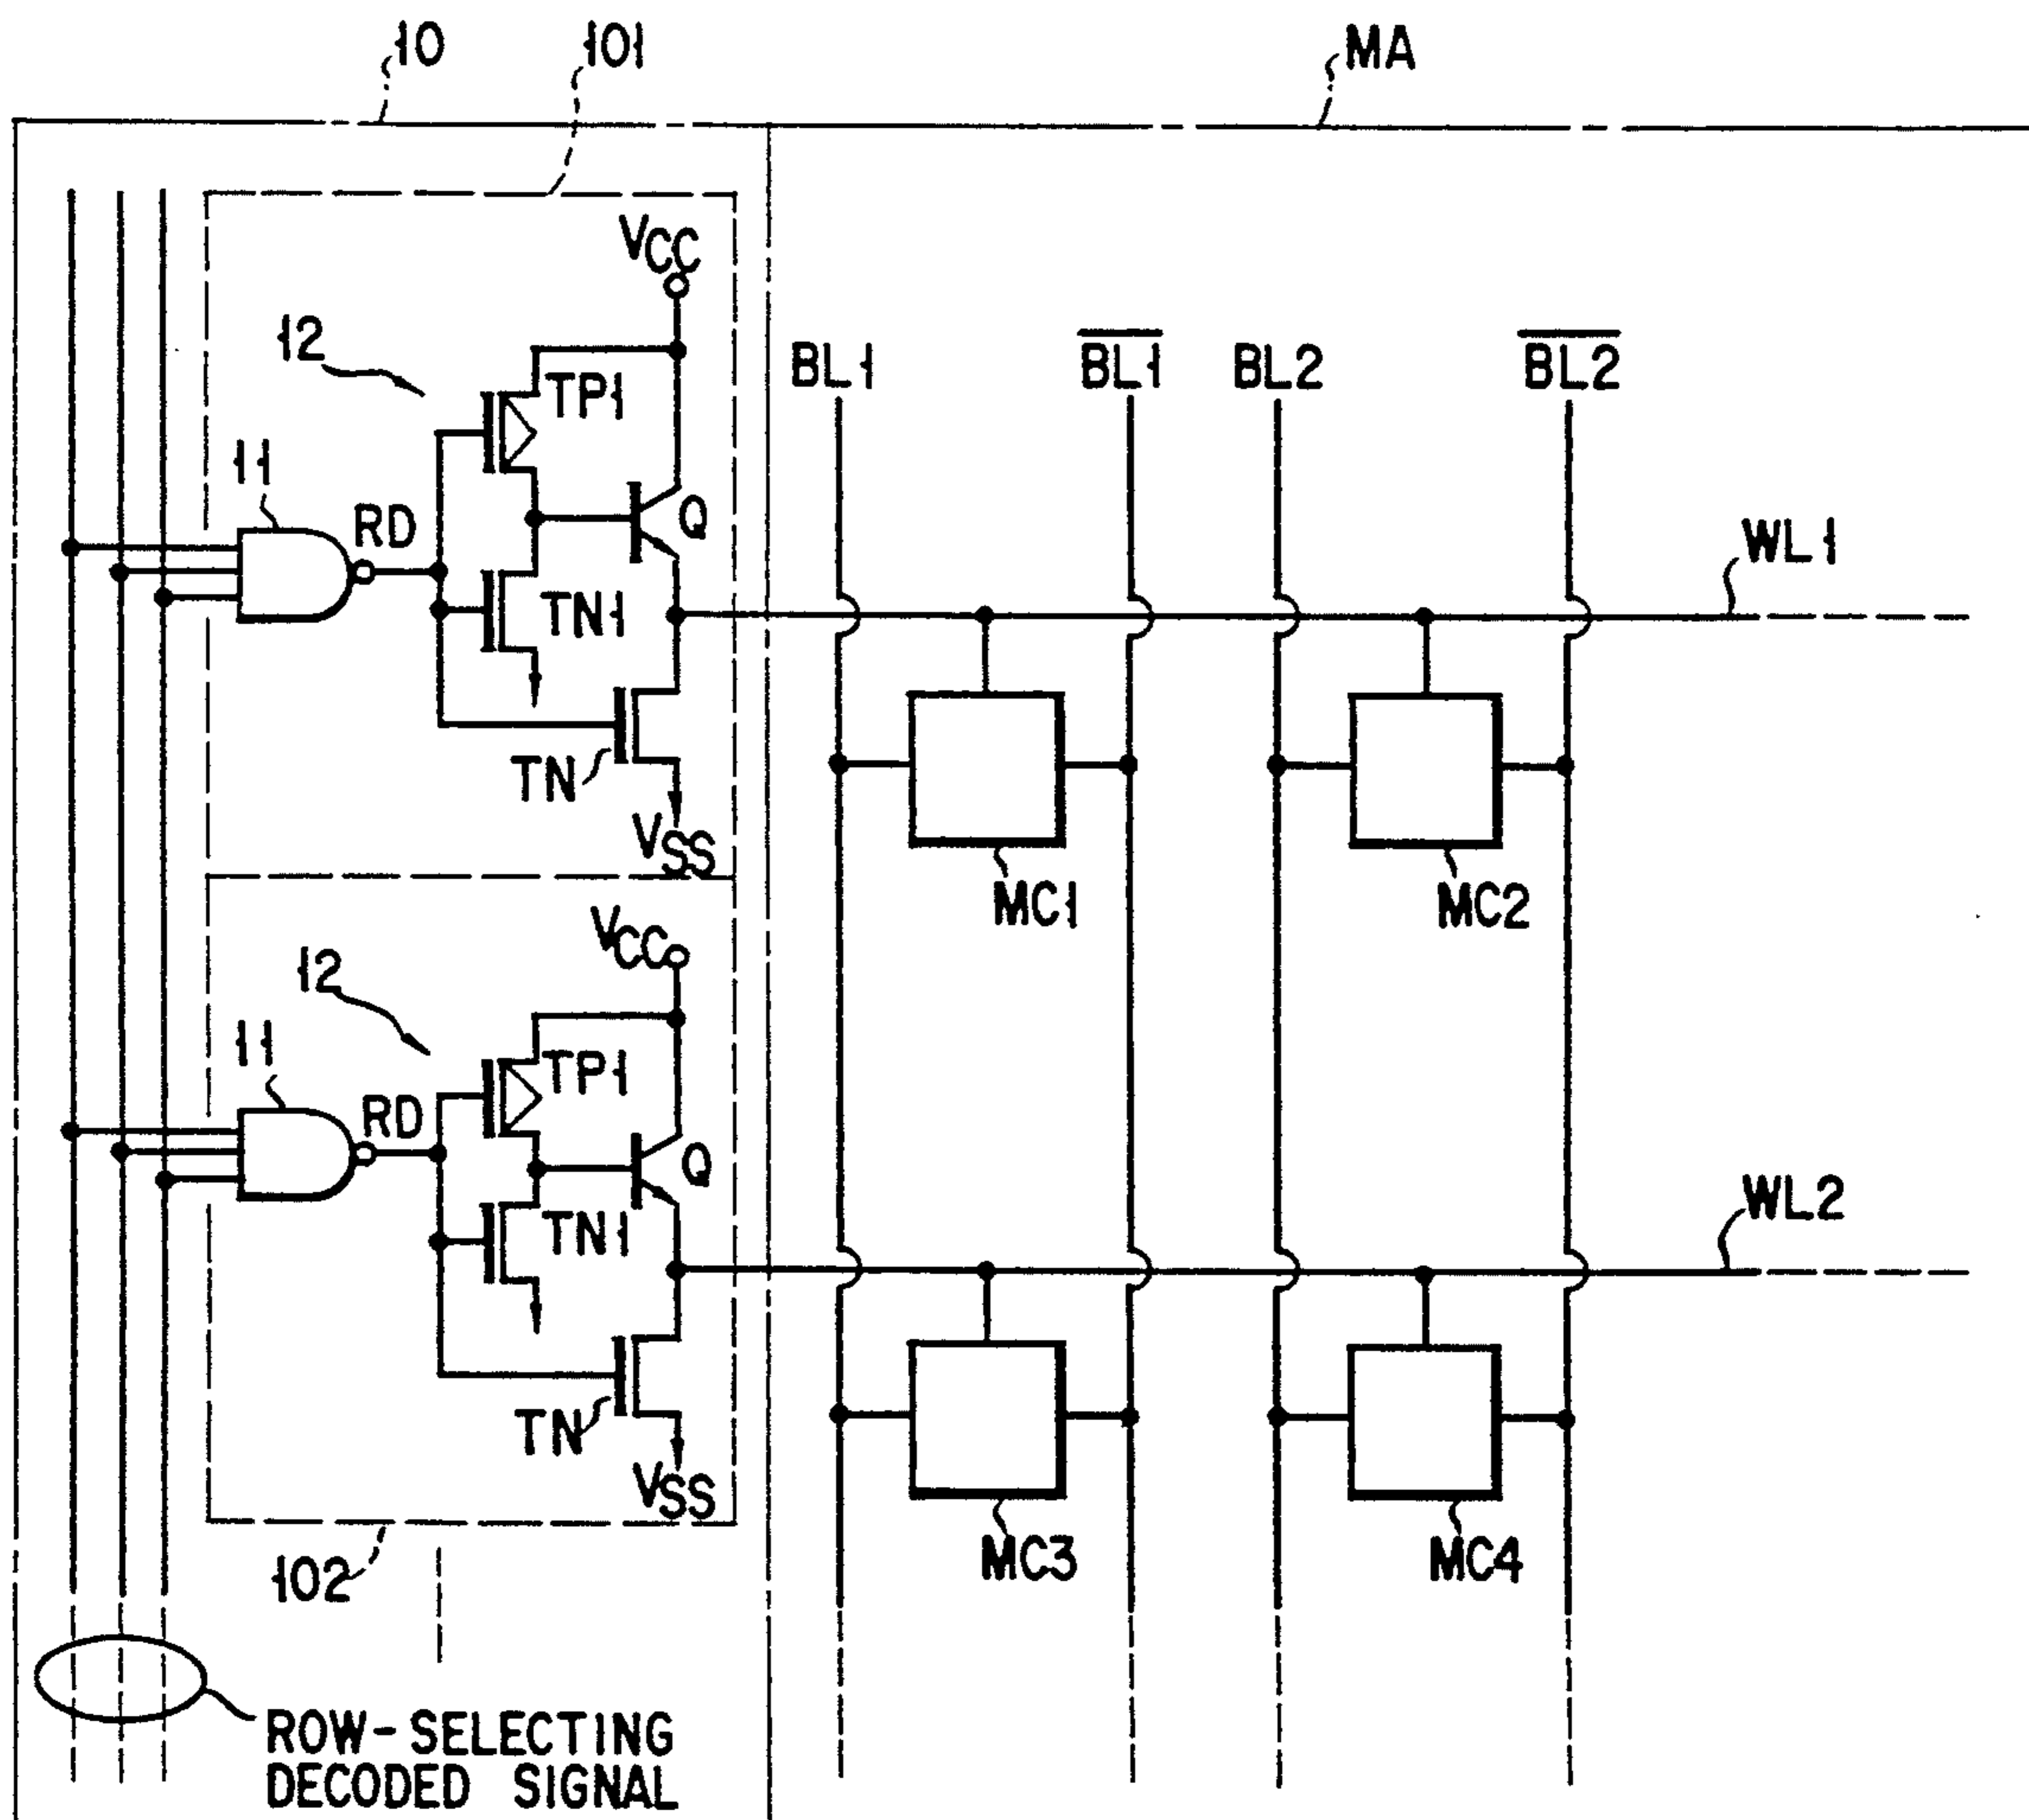 10
101
MA
VCC
12
TP1
BL1
BL1
BL2
BL2
11
RD
Q
WL1
TN1
TN
VSS
MC1
MC2
VCC
12
TP1
11
RD
Q
TN1
WL2
TN
VSS
102
MC3
MC4
ROW-SELECTING
DECODED SIGNAL